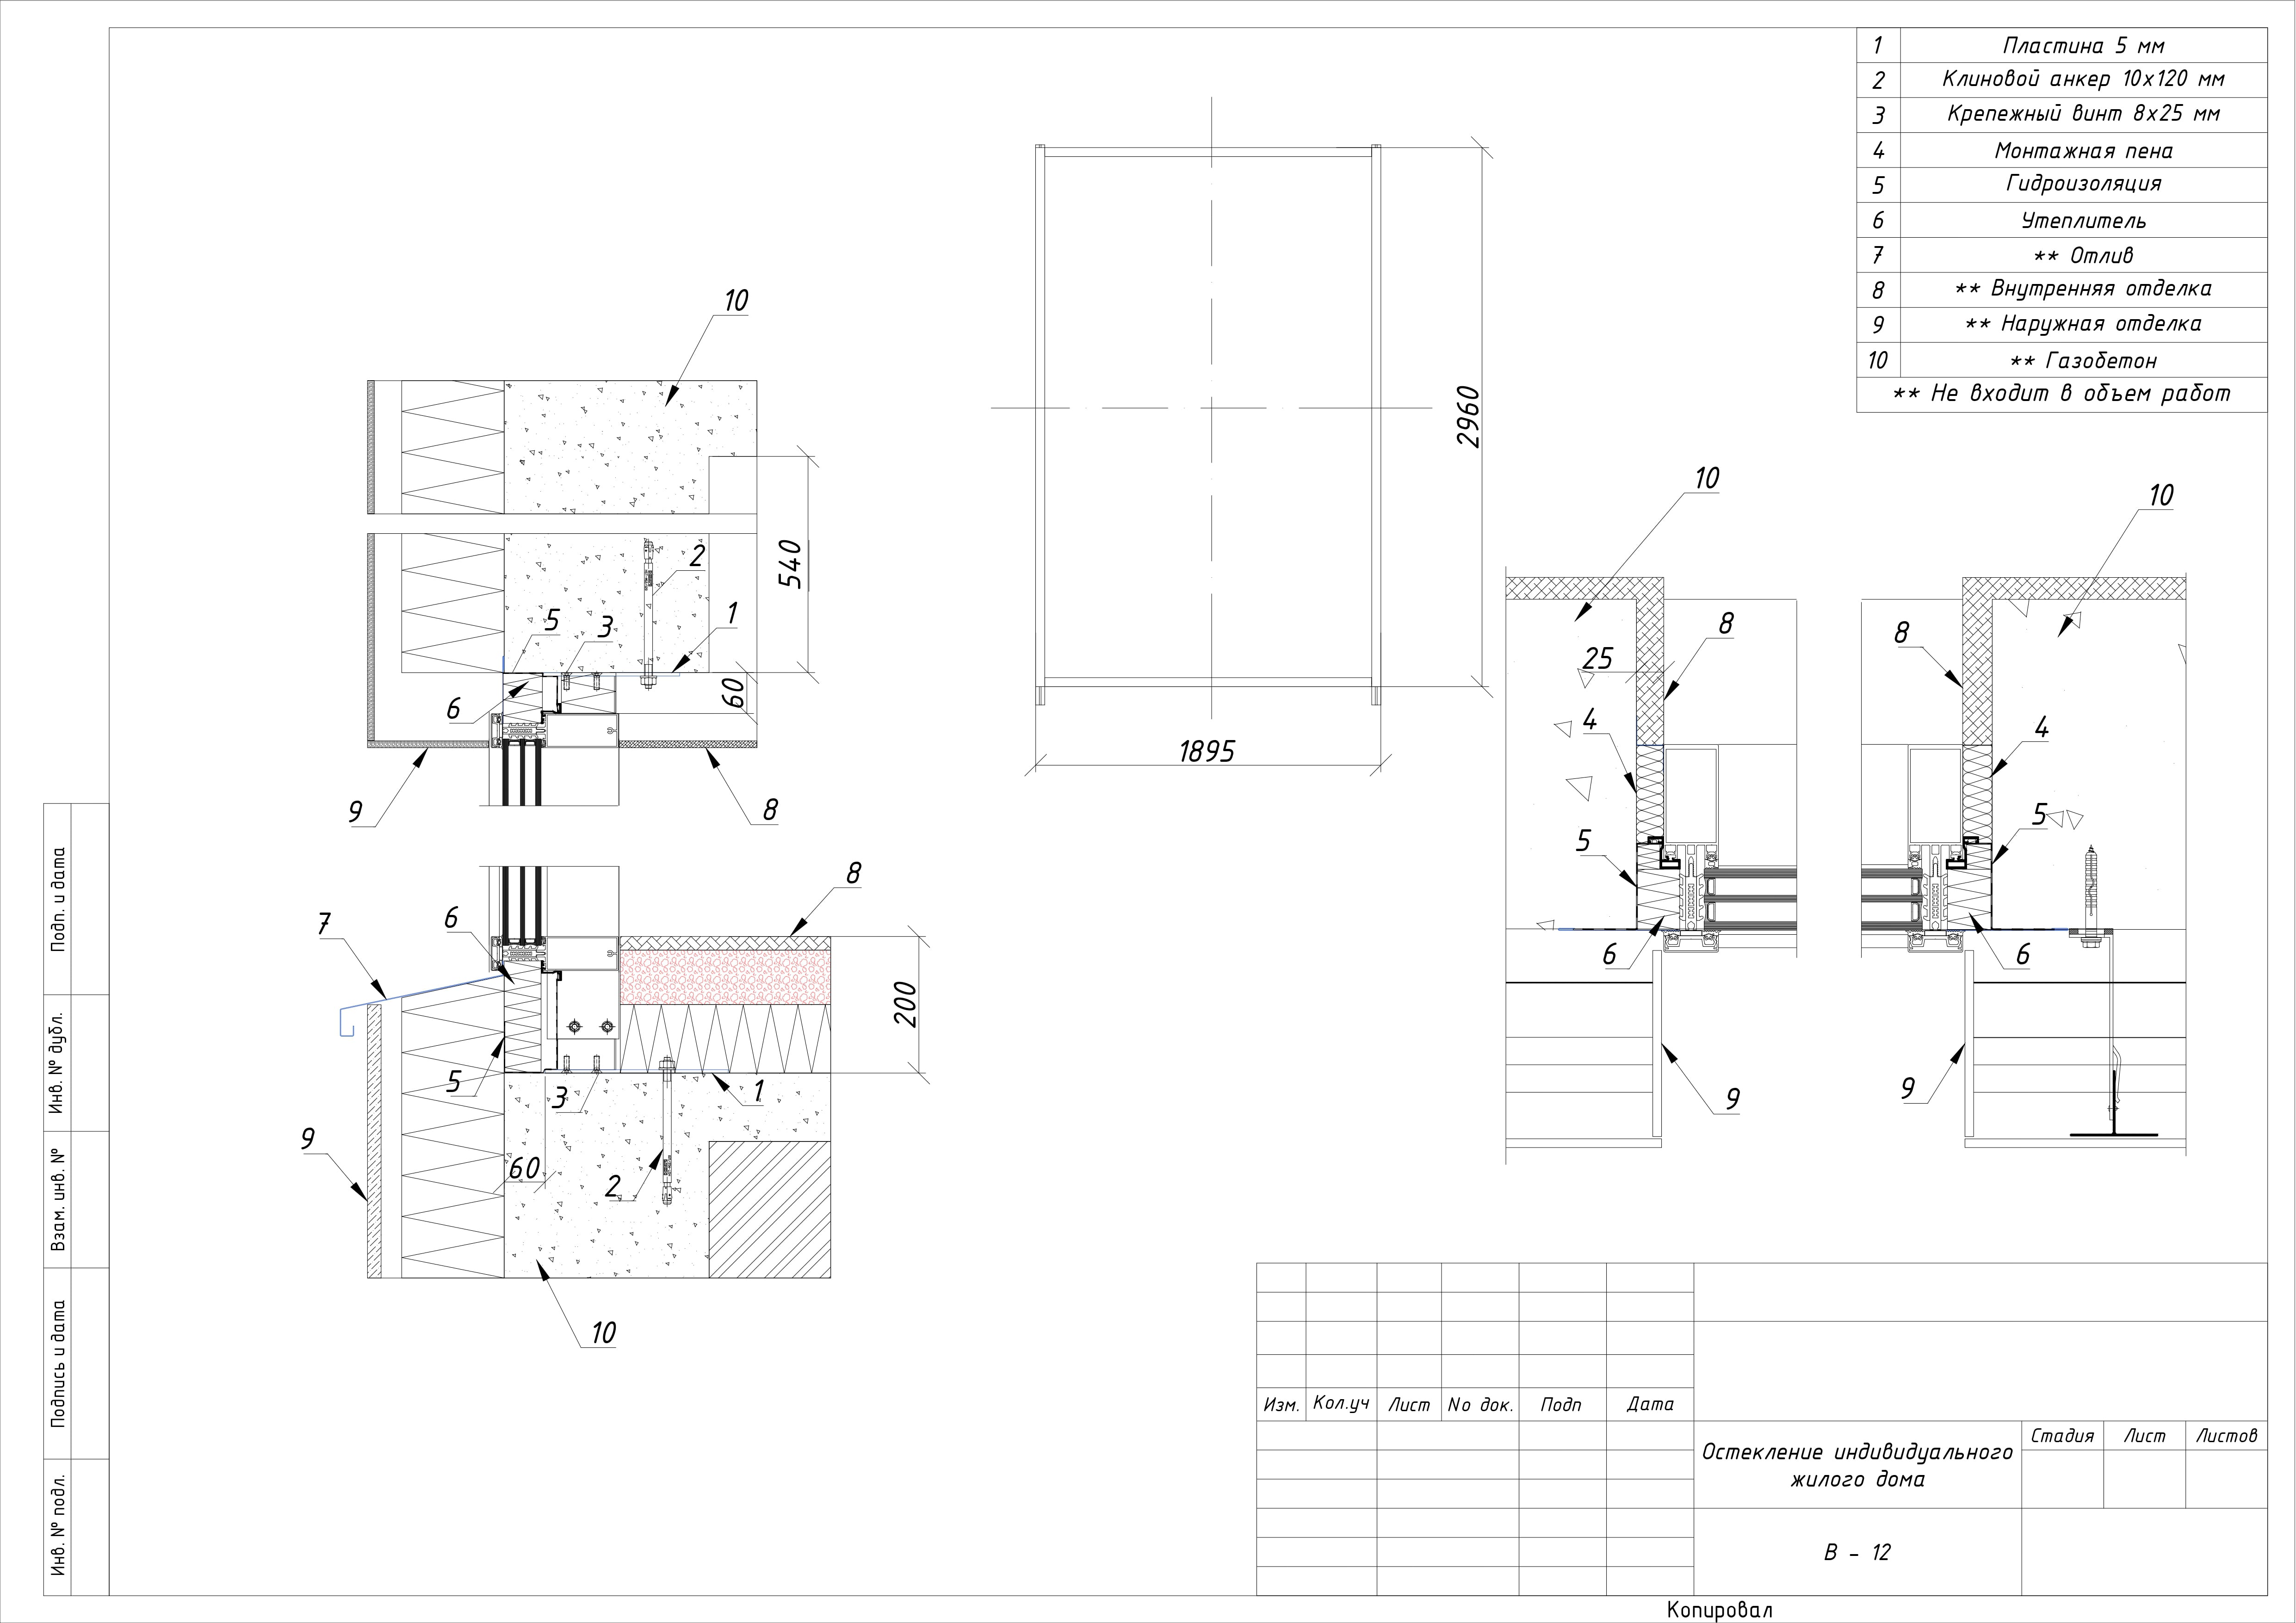 1 Пластина 5 мм
2 Клиновой анкер 10х120 мм
3 Крепежный винт 8х25 мм
4 Монтажная пена
5 Гидроизоляция
6 Утеплитель
7 ** Отлив
8 ** Внутренняя отделка
9 ** Наружная отделка
10 ** Газобетон
** Не входит в объем работ
10
2
540
5
3
1
6
60
9
8
2960
1895
10
10
8
8
25
4
4
5
5
6
6
9
9
8
7
6
200
5
3
1
9
60
2
10
Подп. и дата
Инв. № дубл.
Взам. инв. №
Подпись и дата
Инв. № подл.
Изм. Кол.уч Лист No док. Подп Дата
Остекление индивидуального
жилого дома
Стадия Лист Листов
В - 12
Копировал